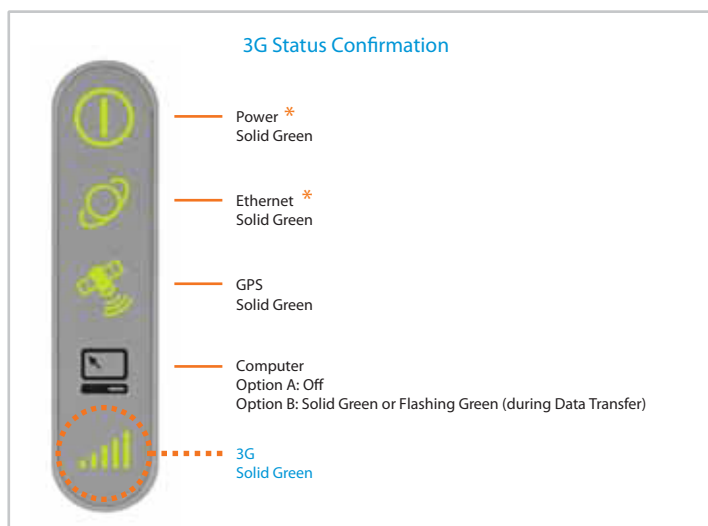 3G Status Confirmation
Power *
Solid Green
Ethernet *
Solid Green
GPS
Solid Green
Computer
Option A: Off
Option B: Solid Green or Flashing Green (during Data Transfer)
3G
Solid Green